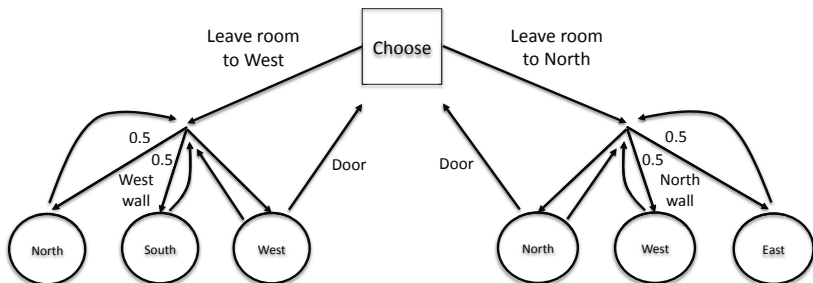 Leave room
to West
Choose
Leave room
to North
0.5
0.5
West
wall
Door
Door
0.5
0.5
North
wall
North
South
West
North
West
East